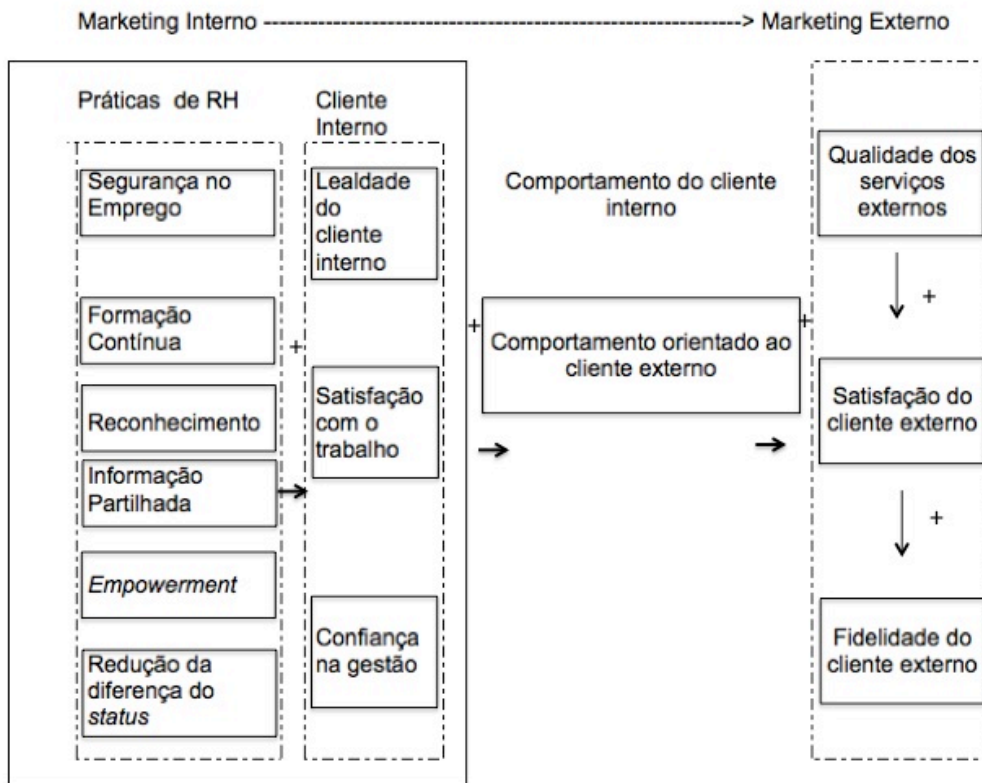 Marketing Interno ----------------------------------------------------> Marketing Externo
Práticas de RH
Segurança no
Emprego
Formação
Contínua
Reconhecimento
Informação
Partilhada
Empowerment
Redução da
diferença do
status
+
Cliente
Interno
Lealdade
do
cliente
interno
Satisfação
com o
trabalho
Confiança
na gestão
+
Comportamento do cliente
interno
Comportamento orientado ao
cliente externo
+
Qualidade dos
serviços
externos
+
Satisfação do
cliente externo
+
Fidelidade do
cliente externo